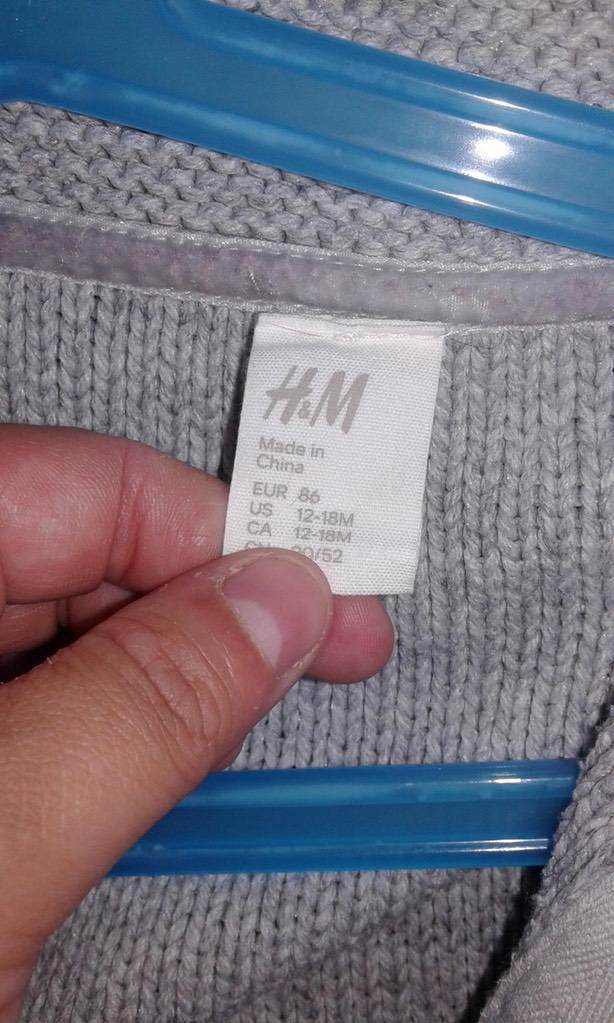 H&M
Made in
China
EUR 86
US 12-18M
CA 12-18M